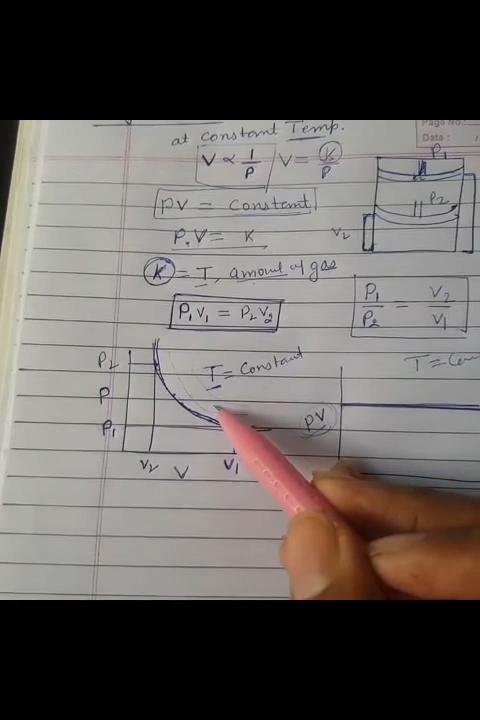 Page No.:
Date :
at constant Temp.
V ∝ 1/P V = K/P
P1
PV = constant
P2
P.V = K
V2
K = T, amount of gas
P1V1 = P2V2
P1/P2 = V2/V1
P2
T = Constant
T = Con
P
P1
PV
V2 V V1